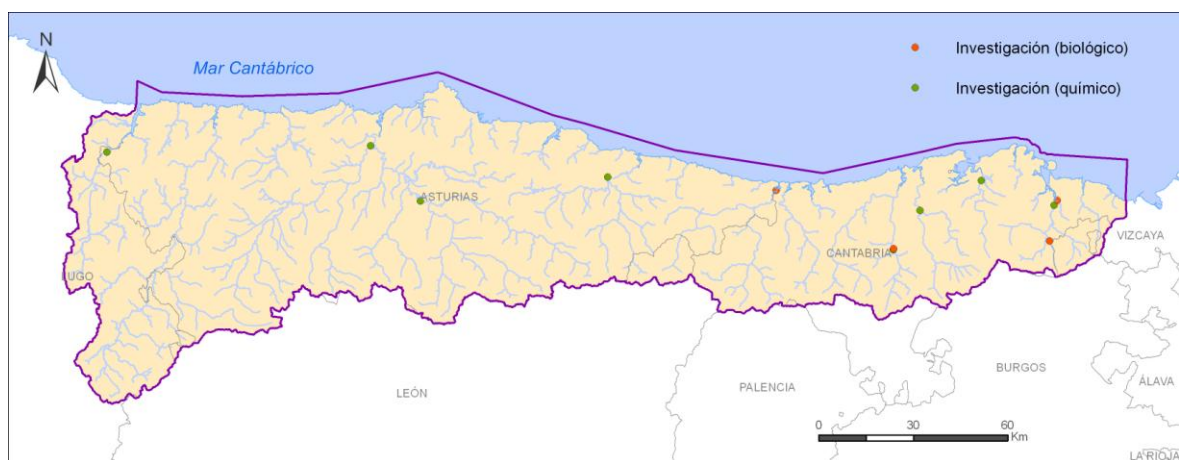 N
Mar Cantábrico
Investigación (biológico)
Investigación (químico)
ASTURIAS
LUGO
CANTABRIA
VIZCAYA
LEÓN
PALENCIA
BURGOS
ÁLAVA
0 30 60
Km
LA RIOJA